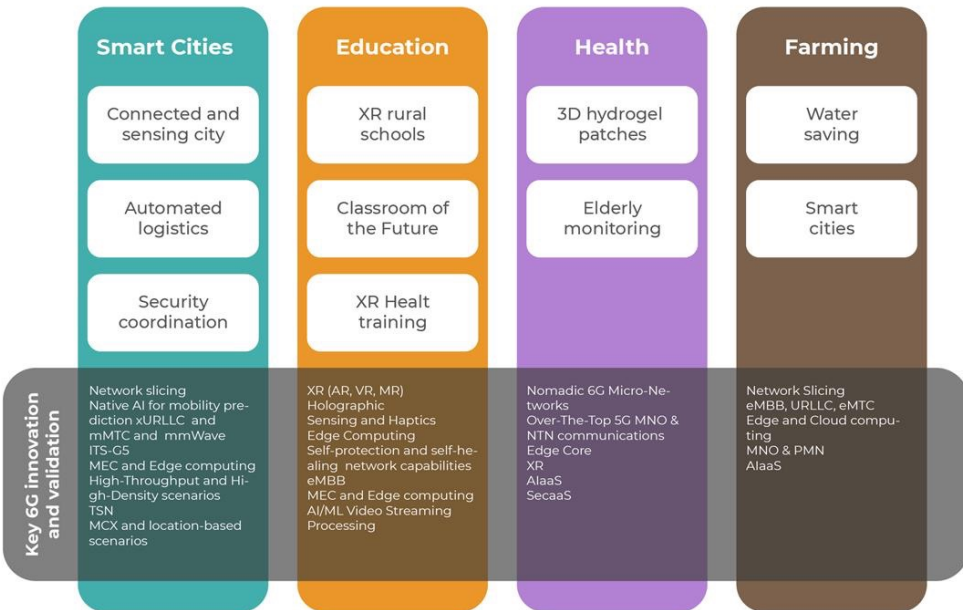 Smart Cities
Connected and
sensing city
Automated
logistics
Security
coordination
Education
XR rural
schools
Classroom of
the Future
XR Healt
training
Health
3D hydrogel
patches
Elderly
monitoring
Farming
Water
saving
Smart
cities
Key 6G innovation
and validation
Network slicing
Native AI for mobility pre-
diction xURLLC and
mMTC and mmWave
ITS-G5
MEC and Edge computing
High-Throughput and Hi-
gh-Density scenarios
TSN
MCX and location-based
scenarios
XR (AR, VR, MR)
Holographic
Sensing and Haptics
Edge Computing
Self-protection and self-he-
aling network capabilities
eMBB
MEC and Edge computing
AI/ML Video Streaming
Processing
Nomadic 6G Micro-Ne-
tworks
Over-The-Top 5G MNO &
NTN communications
Edge Core
XR
AIaaS
SecaaS
Network Slicing
eMBB, URLLC, eMTC
Edge and Cloud compu-
ting
MNO & PMN
AIaaS